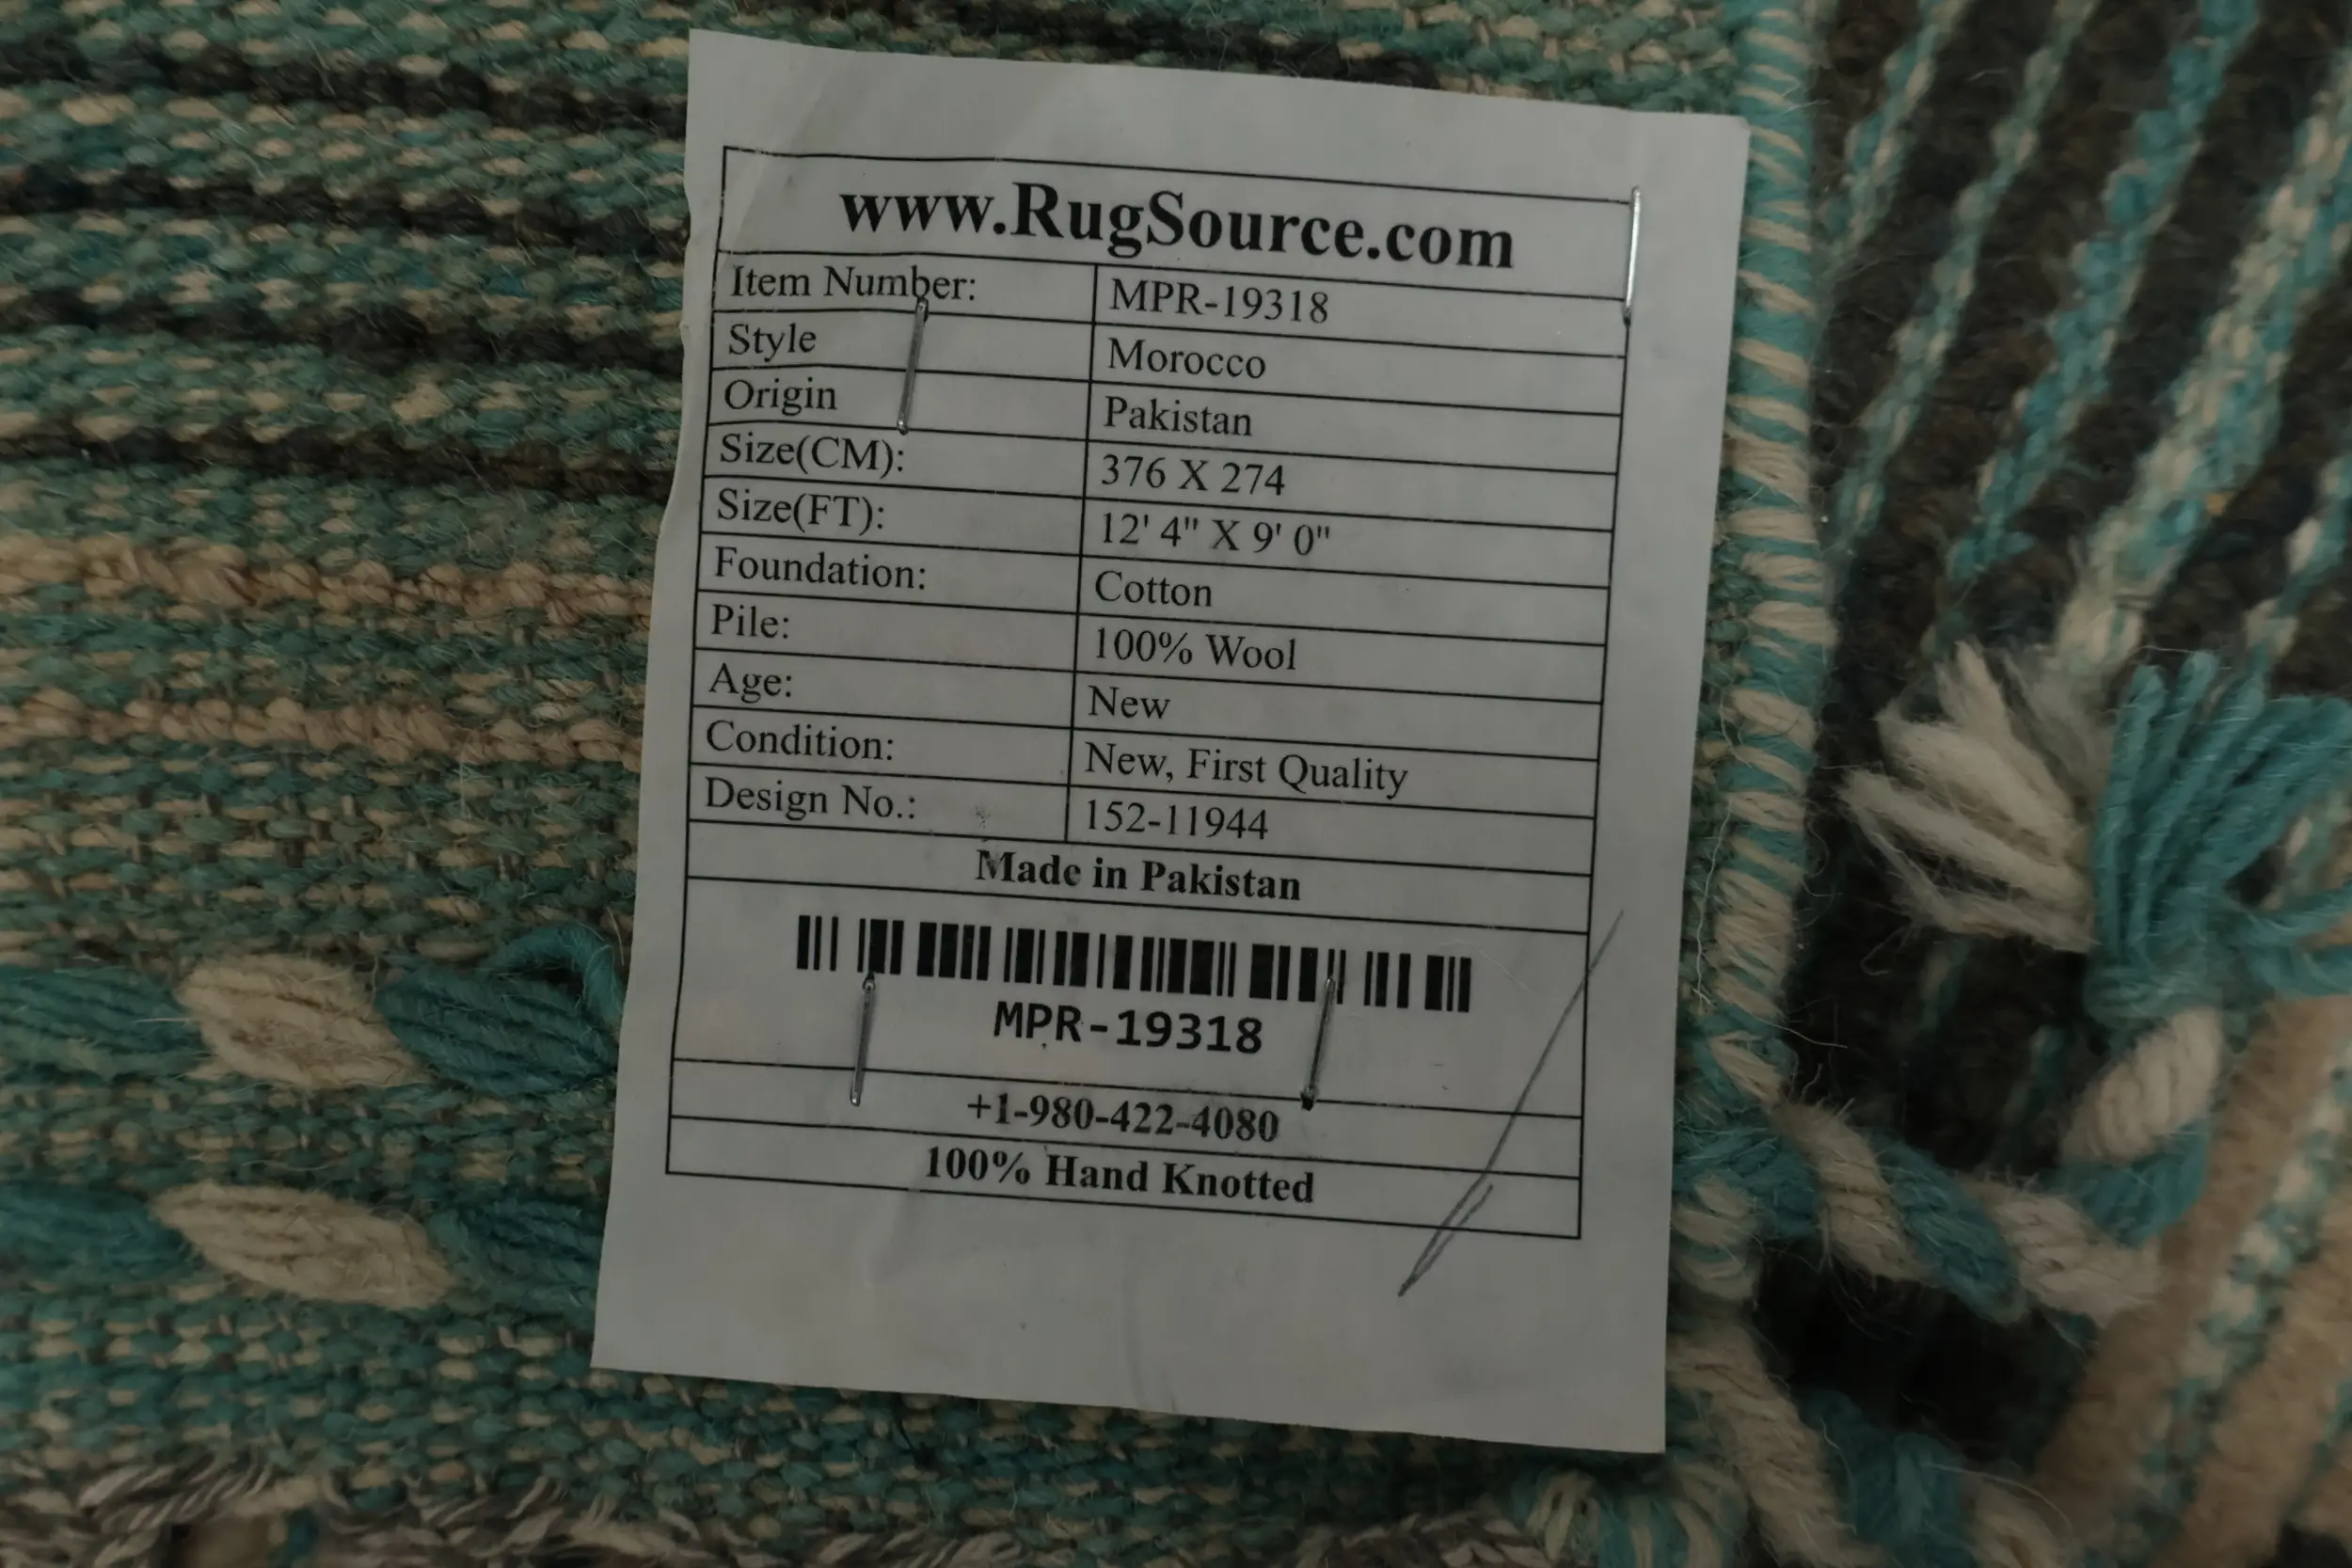 www.RugSource.com
Item Number: MPR-19318
Style Morocco
Origin Pakistan
Size(CM): 376 X 274
Size(FT): 12' 4" X 9' 0"
Foundation: Cotton
Pile: 100% Wool
Age: New
Condition: New, First Quality
Design No.: 152-11944
Made in Pakistan
MPR-19318
+1-980-422-4080
100% Hand Knotted